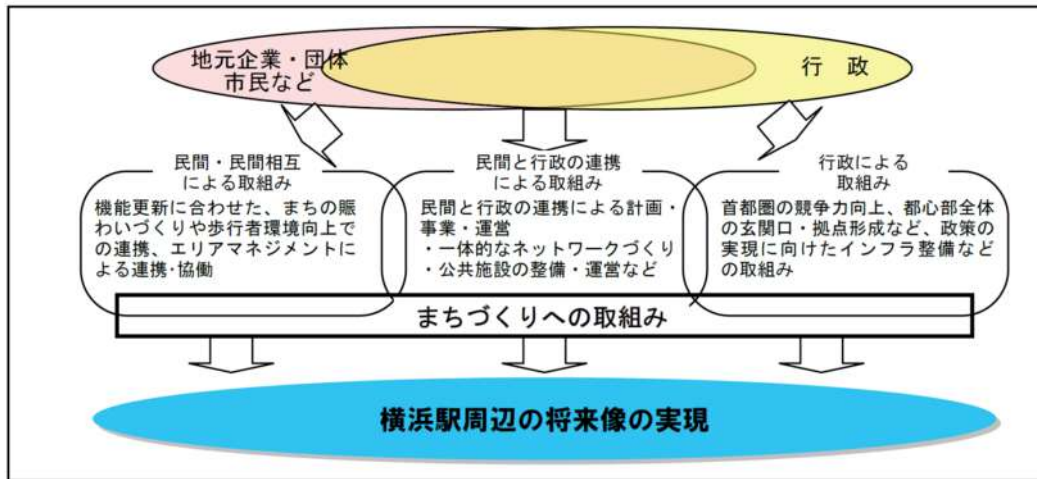 地元企業・団体
市民など
行 政
民間・民間相互
による取組み
機能更新に合わせた、まちの賑
わいづくりや歩行者環境向上で
の連携、エリアマネジメントに
よる連携・協働
民間と行政の連携
による取組み
民間と行政の連携による計画・
事業・運営
・一体的なネットワークづくり
・公共施設の整備・運営など
行政による
取組み
首都圏の競争力向上、都心部全体
の玄関口・拠点形成など、政策の
実現に向けたインフラ整備など
の取組み
まちづくりへの取組み
横浜駅周辺の将来像の実現